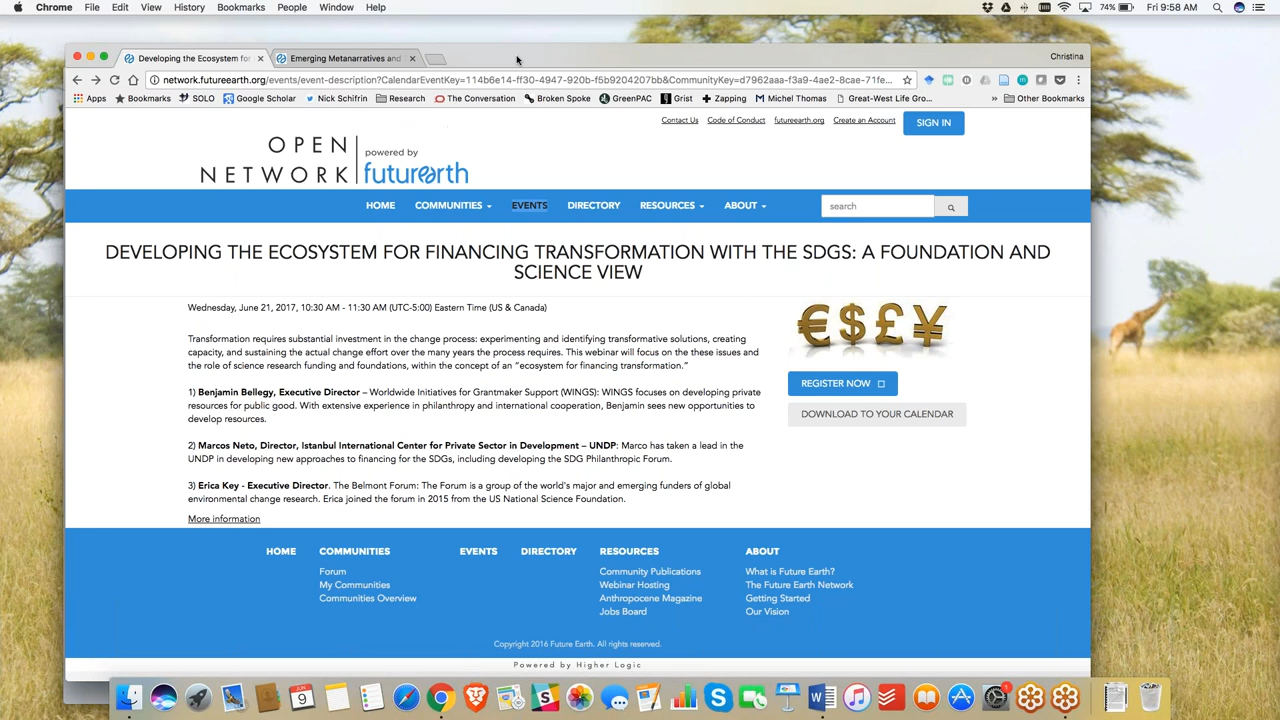 Chrome File Edit View History Bookmarks People Window Help 74% Fri 9:58 AM
Developing the Ecosystem for Emerging Metanarratives and Christina
network.futureearth.org/events/event-description?CalendarEventKey=114b6e14-ff30-4947-920b-f5b9204207bb&CommunityKey=d7962aaa-f3a9-4ae2-8cae-71fe...
Apps Bookmarks SOLO Google Scholar Nick Schifrin Research The Conversation Broken Spoke GreenPAC Grist Zapping Michel Thomas Great-West Life Gro... » Other Bookmarks
Contact Us Code of Conduct futureearth.org Create an Account SIGN IN
OPEN NETWORK powered by futurearth
HOME COMMUNITIES EVENTS DIRECTORY RESOURCES ABOUT search
DEVELOPING THE ECOSYSTEM FOR FINANCING TRANSFORMATION WITH THE SDGS: A FOUNDATION AND
SCIENCE VIEW
Wednesday, June 21, 2017, 10:30 AM - 11:30 AM (UTC-5:00) Eastern Time (US & Canada)
€$£¥
Transformation requires substantial investment in the change process: experimenting and identifying transformative solutions, creating
capacity, and sustaining the actual change effort over the many years the process requires. This webinar will focus on the these issues and
the role of science research funding and foundations, within the concept of an "ecosystem for financing transformation."
REGISTER NOW
DOWNLOAD TO YOUR CALENDAR
1) Benjamin Bellegy, Executive Director – Worldwide Initiatives for Grantmaker Support (WINGS): WINGS focuses on developing private
resources for public good. With extensive experience in philanthropy and international cooperation, Benjamin sees new opportunities to
develop resources.
2) Marcos Neto, Director, Istanbul International Center for Private Sector in Development – UNDP: Marco has taken a lead in the
UNDP in developing new approaches to financing for the SDGs, including developing the SDG Philanthropic Forum.
3) Erica Key - Executive Director. The Belmont Forum: The Forum is a group of the world's major and emerging funders of global
environmental change research. Erica joined the forum in 2015 from the US National Science Foundation.
More information
HOME COMMUNITIES EVENTS DIRECTORY RESOURCES ABOUT
Forum Community Publications What is Future Earth?
My Communities Webinar Hosting The Future Earth Network
Communities Overview Anthropocene Magazine Getting Started
Jobs Board Our Vision
Copyright 2016 Future Earth. All rights reserved.
Powered by Higher Logic
JUN
9